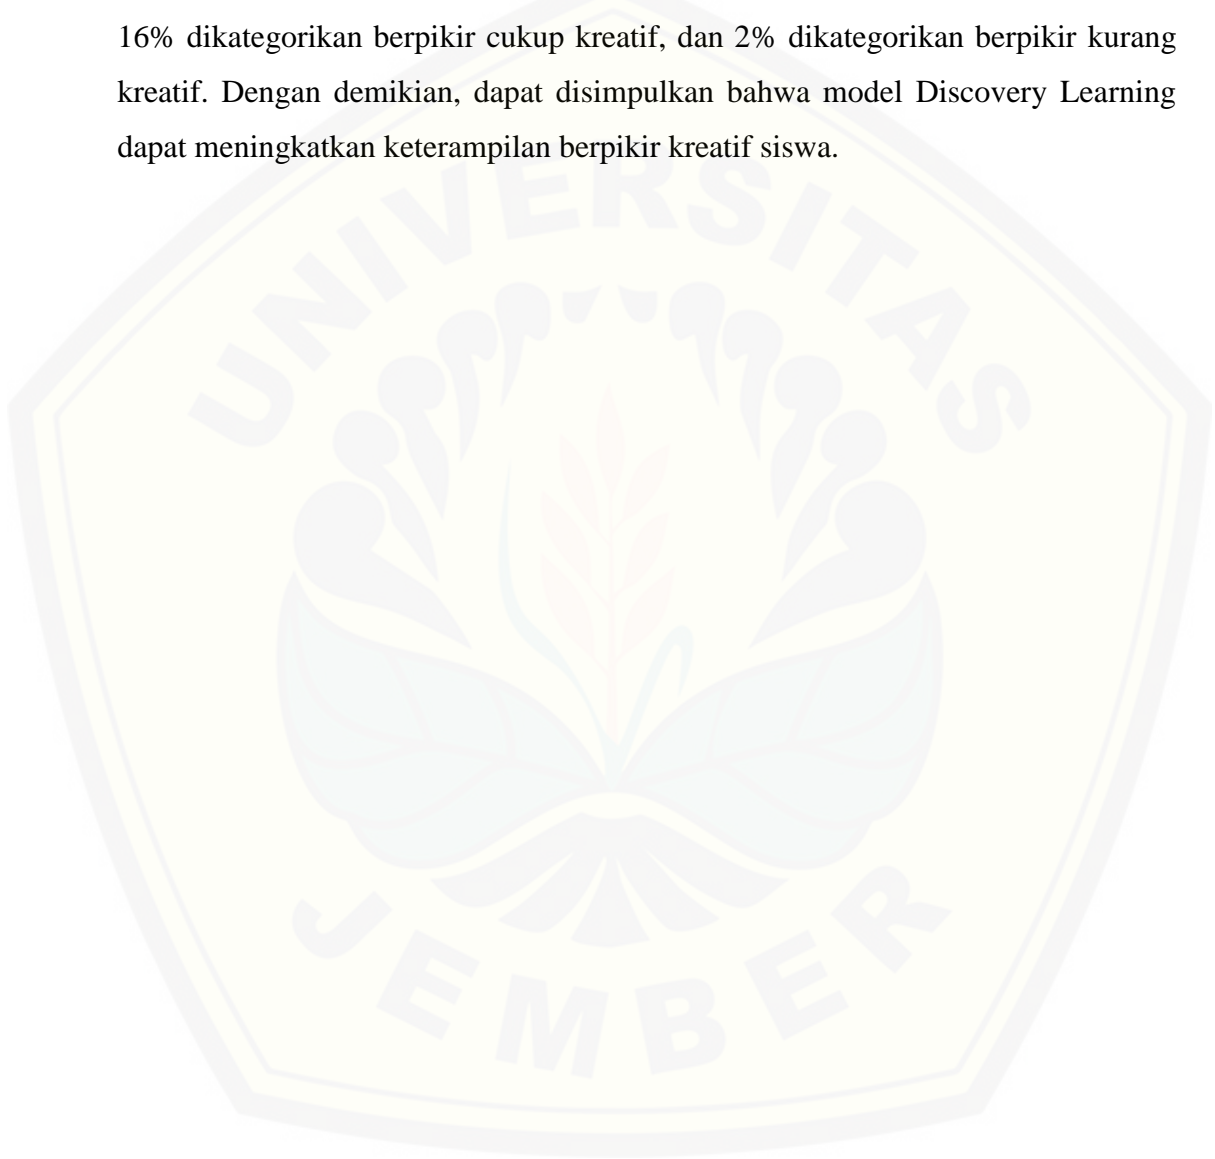 16% dikategorikan berpikir cukup kreatif, dan 2% dikategorikan berpikir kurang
kreatif. Dengan demikian, dapat disimpulkan bahwa model Discovery Learning
dapat meningkatkan keterampilan berpikir kreatif siswa.
UNIVERSITAS
JEMBER